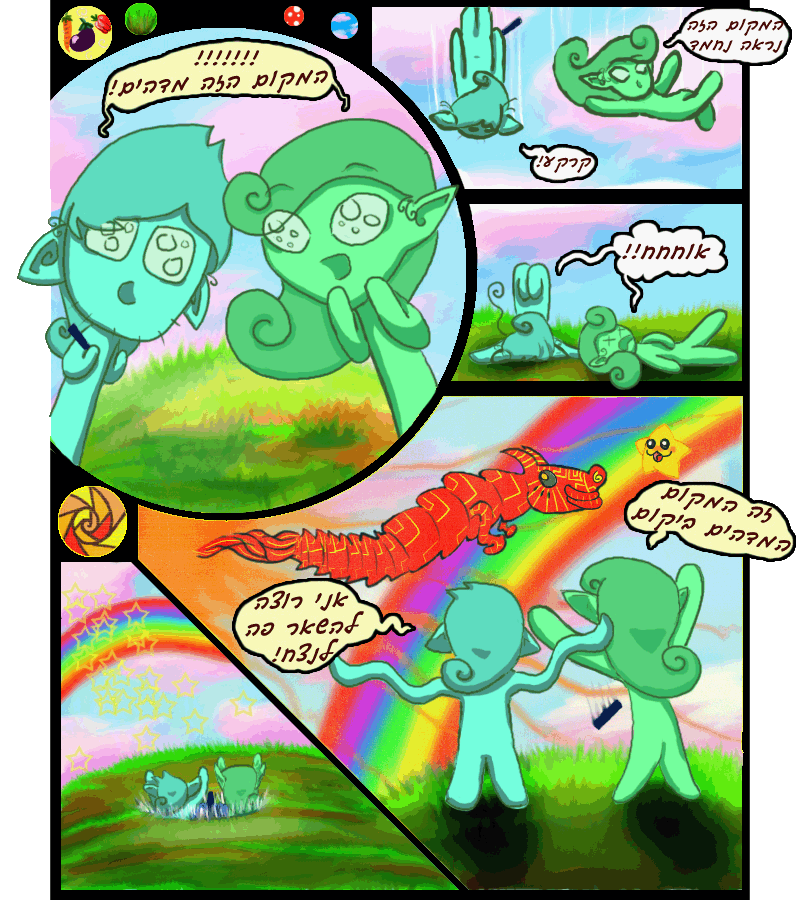 המקום הזה
נראה נחמד
קרקע!
אוחחח!!
!!!!!!!
המקום הזה מדהים!
זה המקום
המדהים ביקום
אני רוצה
להשאר פה
לנצח!